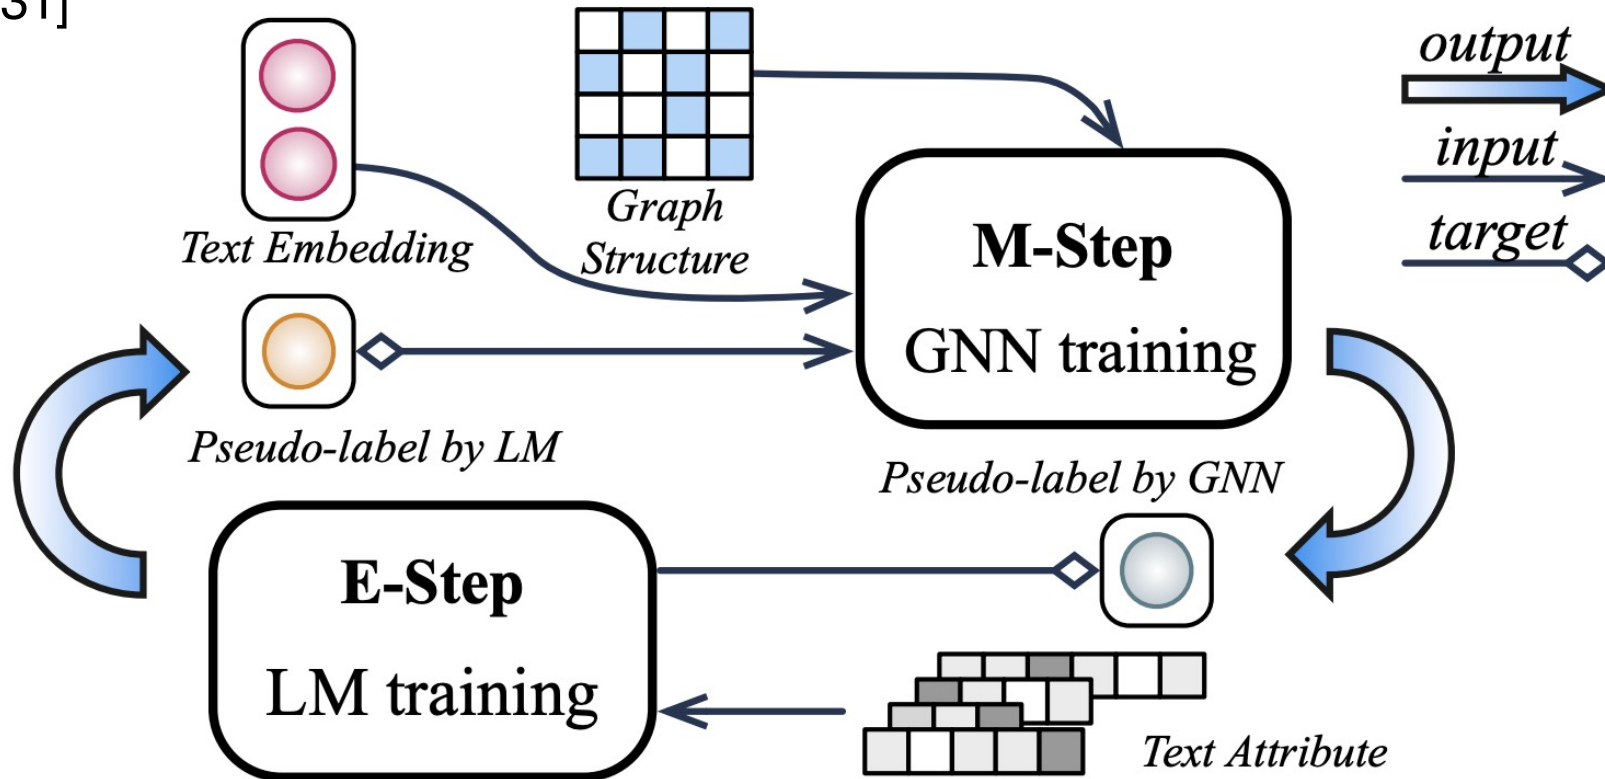 31]
output
input
target
Text Embedding
Graph
Structure
M-Step
GNN training
Pseudo-label by LM
Pseudo-label by GNN
E-Step
LM training
Text Attribute